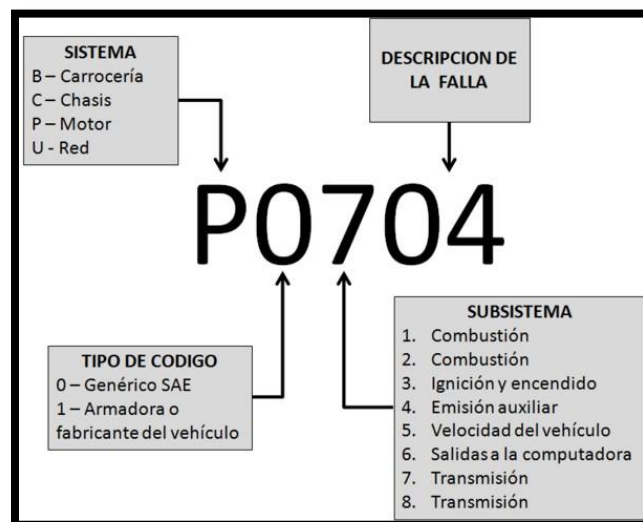 SISTEMA
B – Carrocería
C – Chasis
P – Motor
U - Red
DESCRIPCION DE
LA FALLA
P0704
TIPO DE CODIGO
0 – Genérico SAE
1 – Armadora o
fabricante del vehículo
SUBSISTEMA
1. Combustión
2. Combustión
3. Ignición y encendido
4. Emisión auxiliar
5. Velocidad del vehículo
6. Salidas a la computadora
7. Transmisión
8. Transmisión